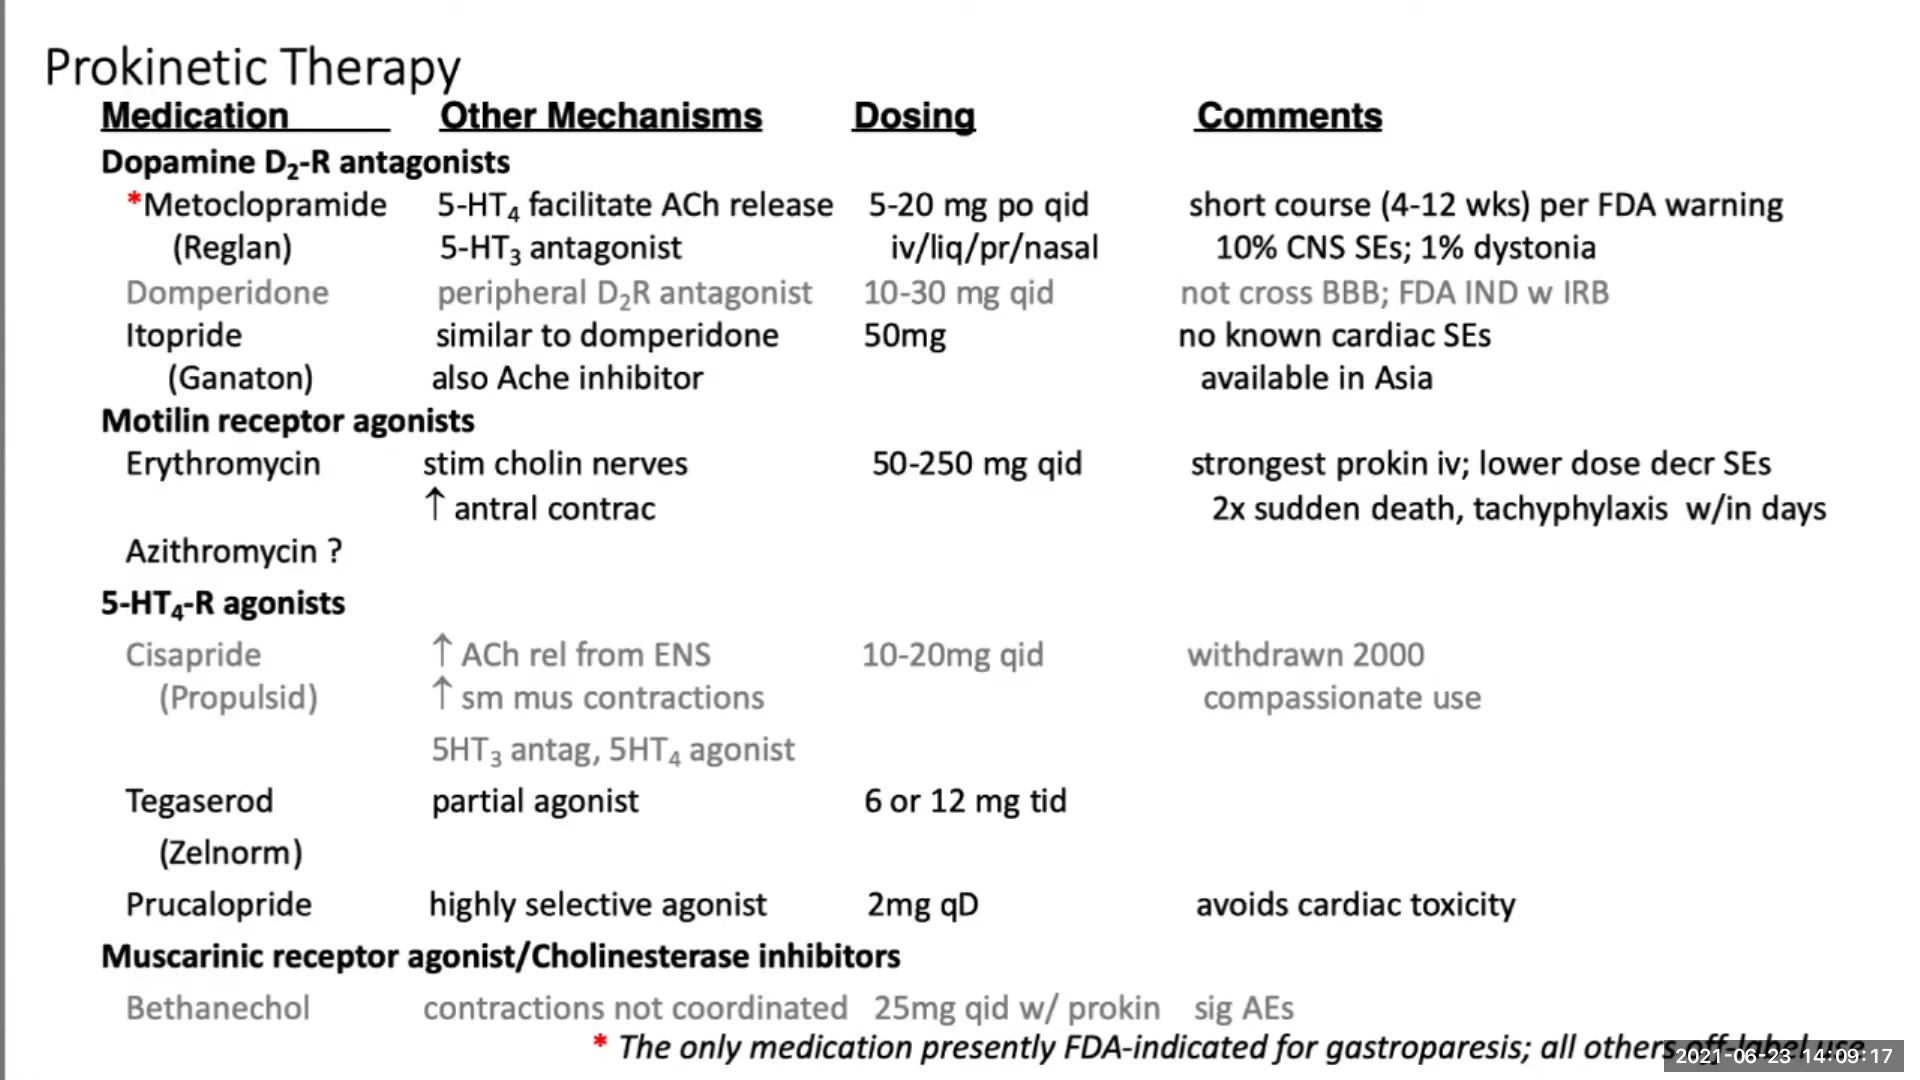 Prokinetic Therapy
Medication Other Mechanisms Dosing Comments
Dopamine D₂-R antagonists
*Metoclopramide 5-HT₄ facilitate ACh release 5-20 mg po qid short course (4-12 wks) per FDA warning
(Reglan) 5-HT₃ antagonist iv/liq/pr/nasal 10% CNS SEs; 1% dystonia
Domperidone peripheral D₂R antagonist 10-30 mg qid not cross BBB; FDA IND w IRB
Itopride similar to domperidone 50mg no known cardiac SEs
(Ganaton) also Ache inhibitor available in Asia
Motilin receptor agonists
Erythromycin stim cholin nerves 50-250 mg qid strongest prokin iv; lower dose decr SEs
↑ antral contrac 2x sudden death, tachyphylaxis w/in days
Azithromycin ?
5-HT₄-R agonists
Cisapride ↑ ACh rel from ENS 10-20mg qid withdrawn 2000
(Propulsid) ↑ sm mus contractions compassionate use
5HT₃ antag, 5HT₄ agonist
Tegaserod partial agonist 6 or 12 mg tid
(Zelnorm)
Prucalopride highly selective agonist 2mg qD avoids cardiac toxicity
Muscarinic receptor agonist/Cholinesterase inhibitors
Bethanechol contractions not coordinated 25mg qid w/ prokin sig AEs
* The only medication presently FDA-indicated for gastroparesis; all others off-label use
2021-06-23 14:09:17